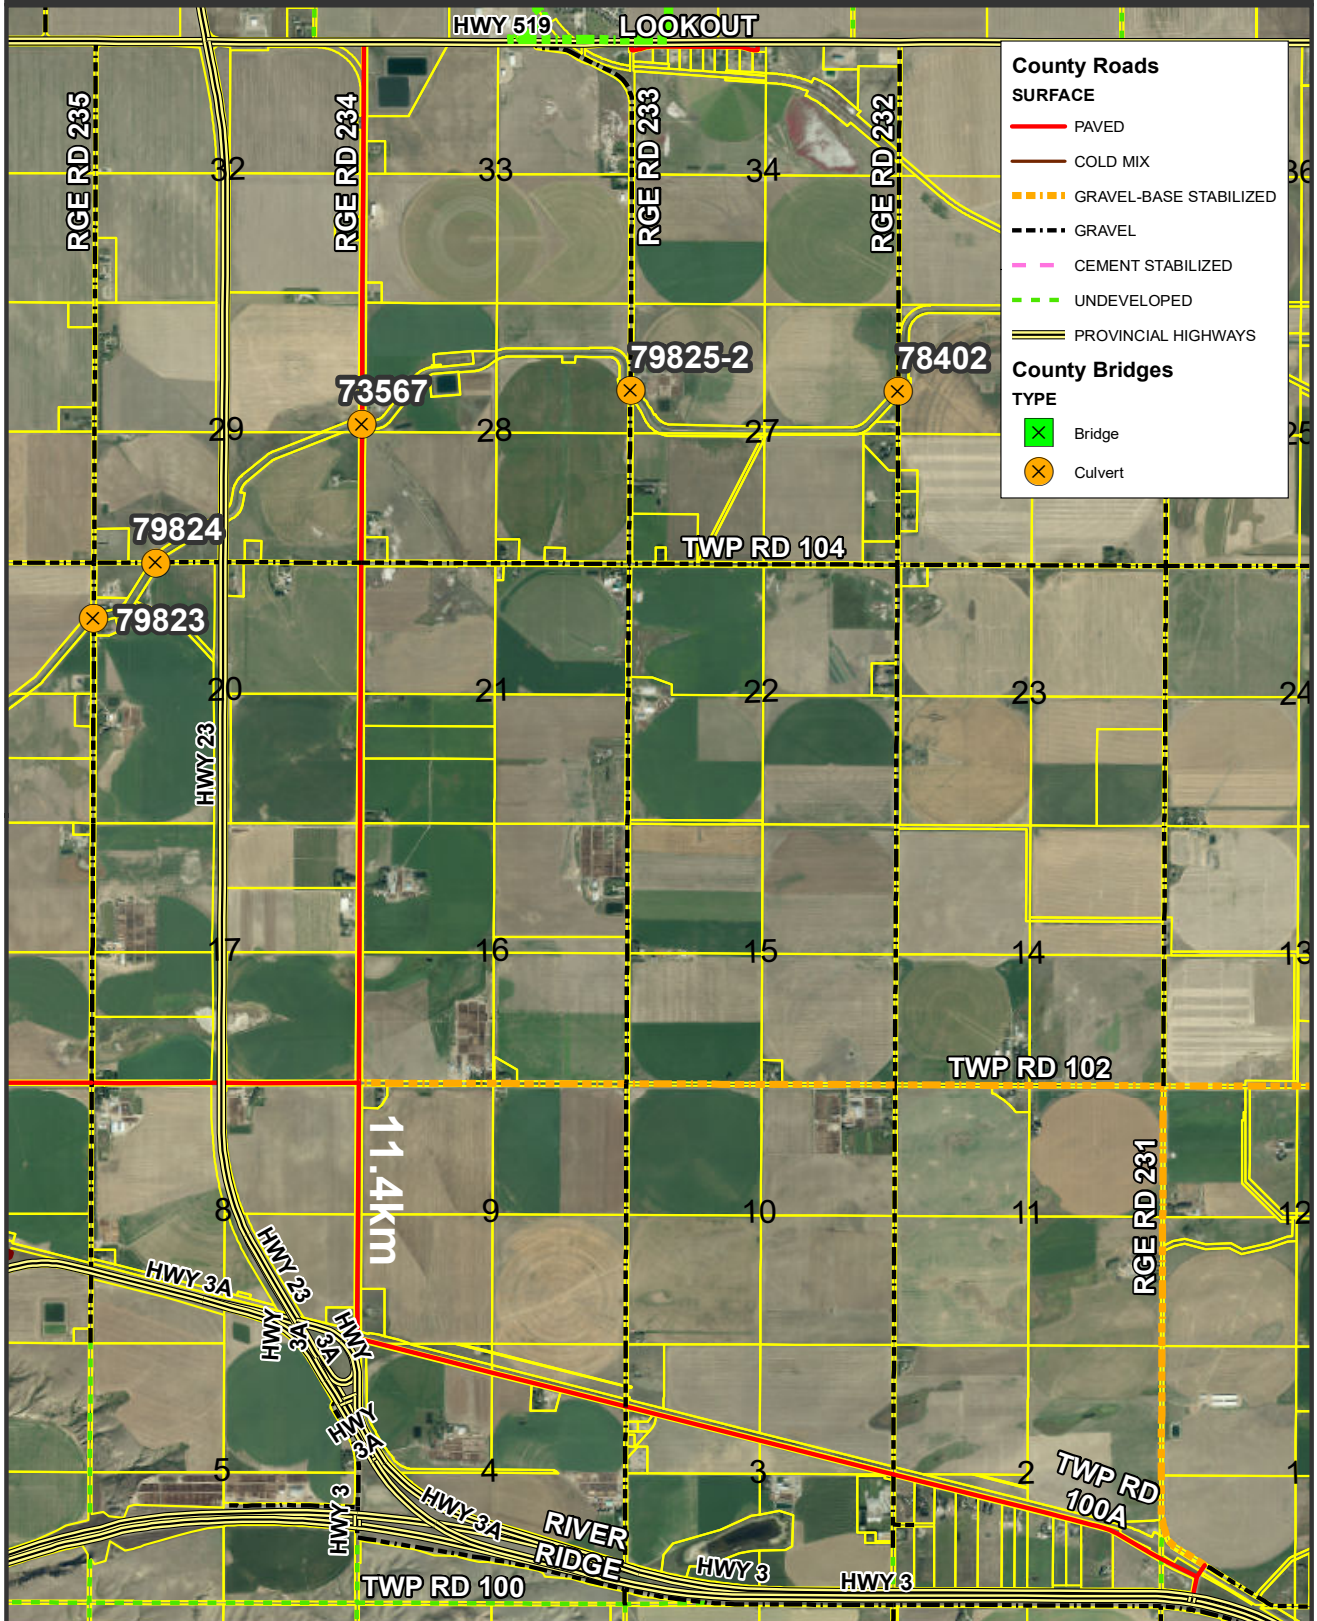 HWY 519
LOOKOUT
RGE RD 235
RGE RD 234
RGE RD 233
RGE RD 232
County Roads
SURFACE
PAVED
COLD MIX
GRAVEL-BASE STABILIZED
GRAVEL
CEMENT STABILIZED
UNDEVELOPED
PROVINCIAL HIGHWAYS
County Bridges
TYPE
Bridge
Culvert
32
33
34
36
79825-2
78402
73567
29
28
27
25
79824
TWP RD 104
79823
20
21
22
23
24
HWY 23
17
16
15
14
13
TWP RD 102
11.4km
RGE RD 231
8
9
10
11
12
HWY 23
HWY 3A
HWY
3A
HWY
3A
HWY
3A
5
4
3
2
1
TWP RD
100A
HWY 3
HWY 3A
RIVER
RIDGE
HWY 3
HWY 3
TWP RD 100